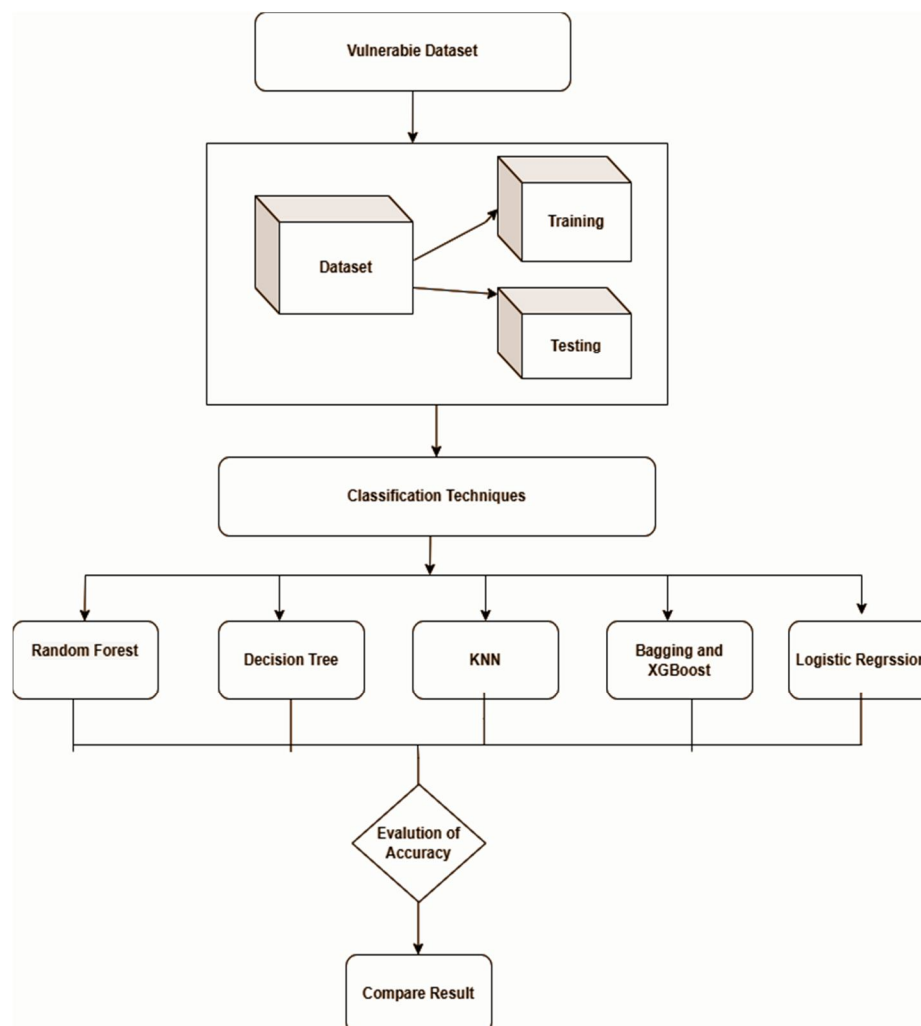 Vulnerabie Dataset
Training
Dataset
Testing
Classification Techniques
Random Forest
Decision Tree
KNN
Bagging and
XGBoost
Logistic Regrssion
Evalution of
Accuracy
Compare Result